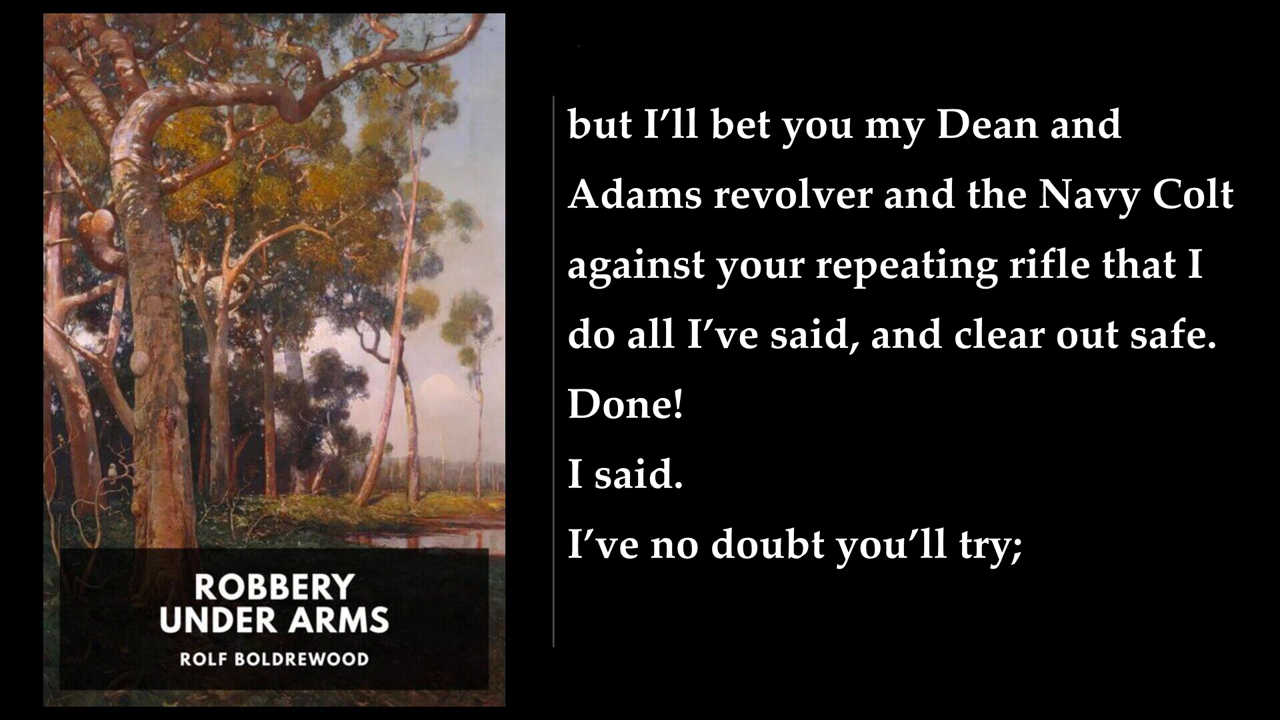 but I’ll bet you my Dean and
Adams revolver and the Navy Colt
against your repeating rifle that I
do all I’ve said, and clear out safe.
Done!
I said.
I’ve no doubt you’ll try;
ROBBERY
UNDER ARMS
ROLF BOLDREWOOD